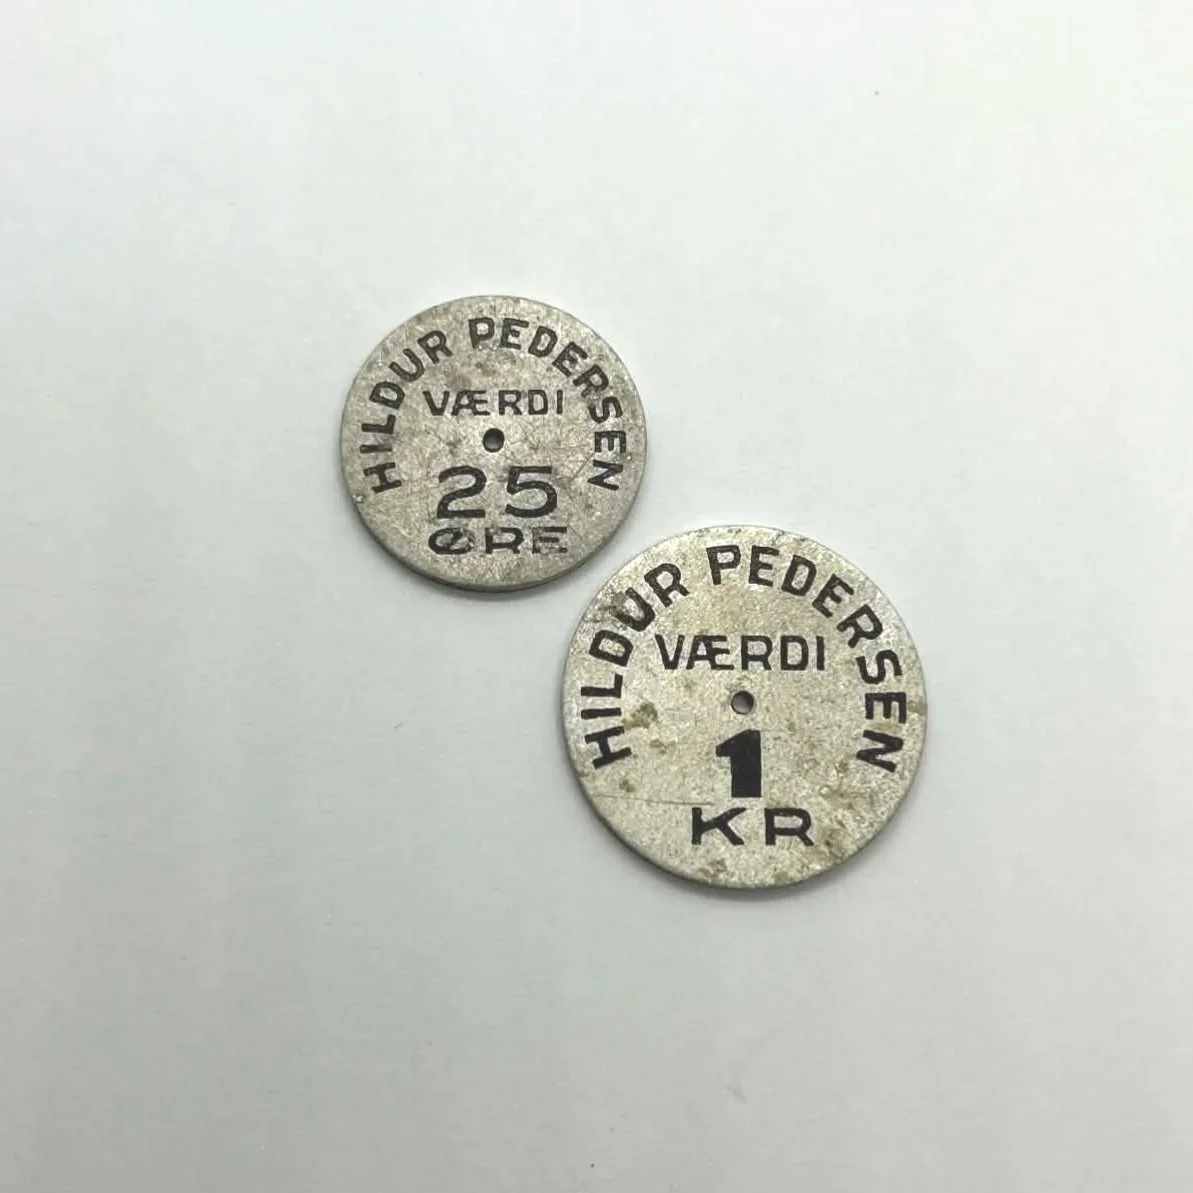 HILDUR PEDERSEN
VÆRDI
25
ØRE
HILDUR PEDERSEN
VÆRDI
1
KR